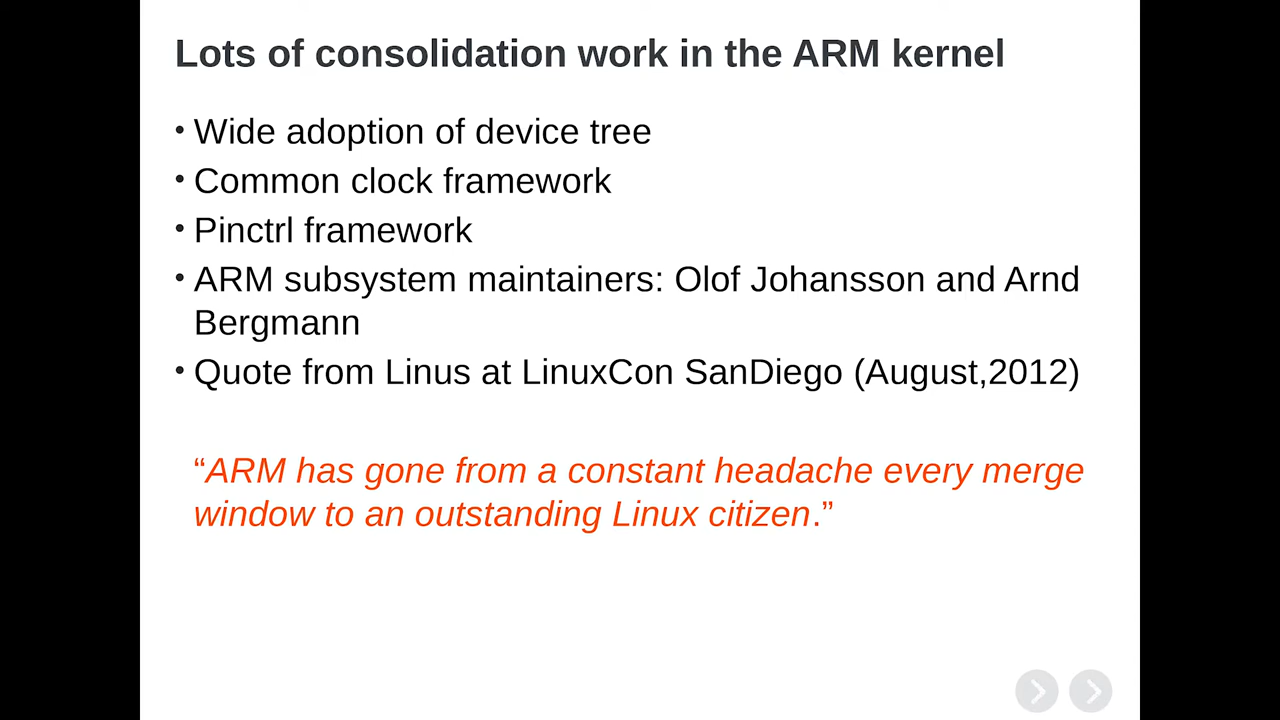 Lots of consolidation work in the ARM kernel
• Wide adoption of device tree
• Common clock framework
• Pinctrl framework
• ARM subsystem maintainers: Olof Johansson and Arnd
Bergmann
• Quote from Linus at LinuxCon SanDiego (August,2012)
“ARM has gone from a constant headache every merge
window to an outstanding Linux citizen.”